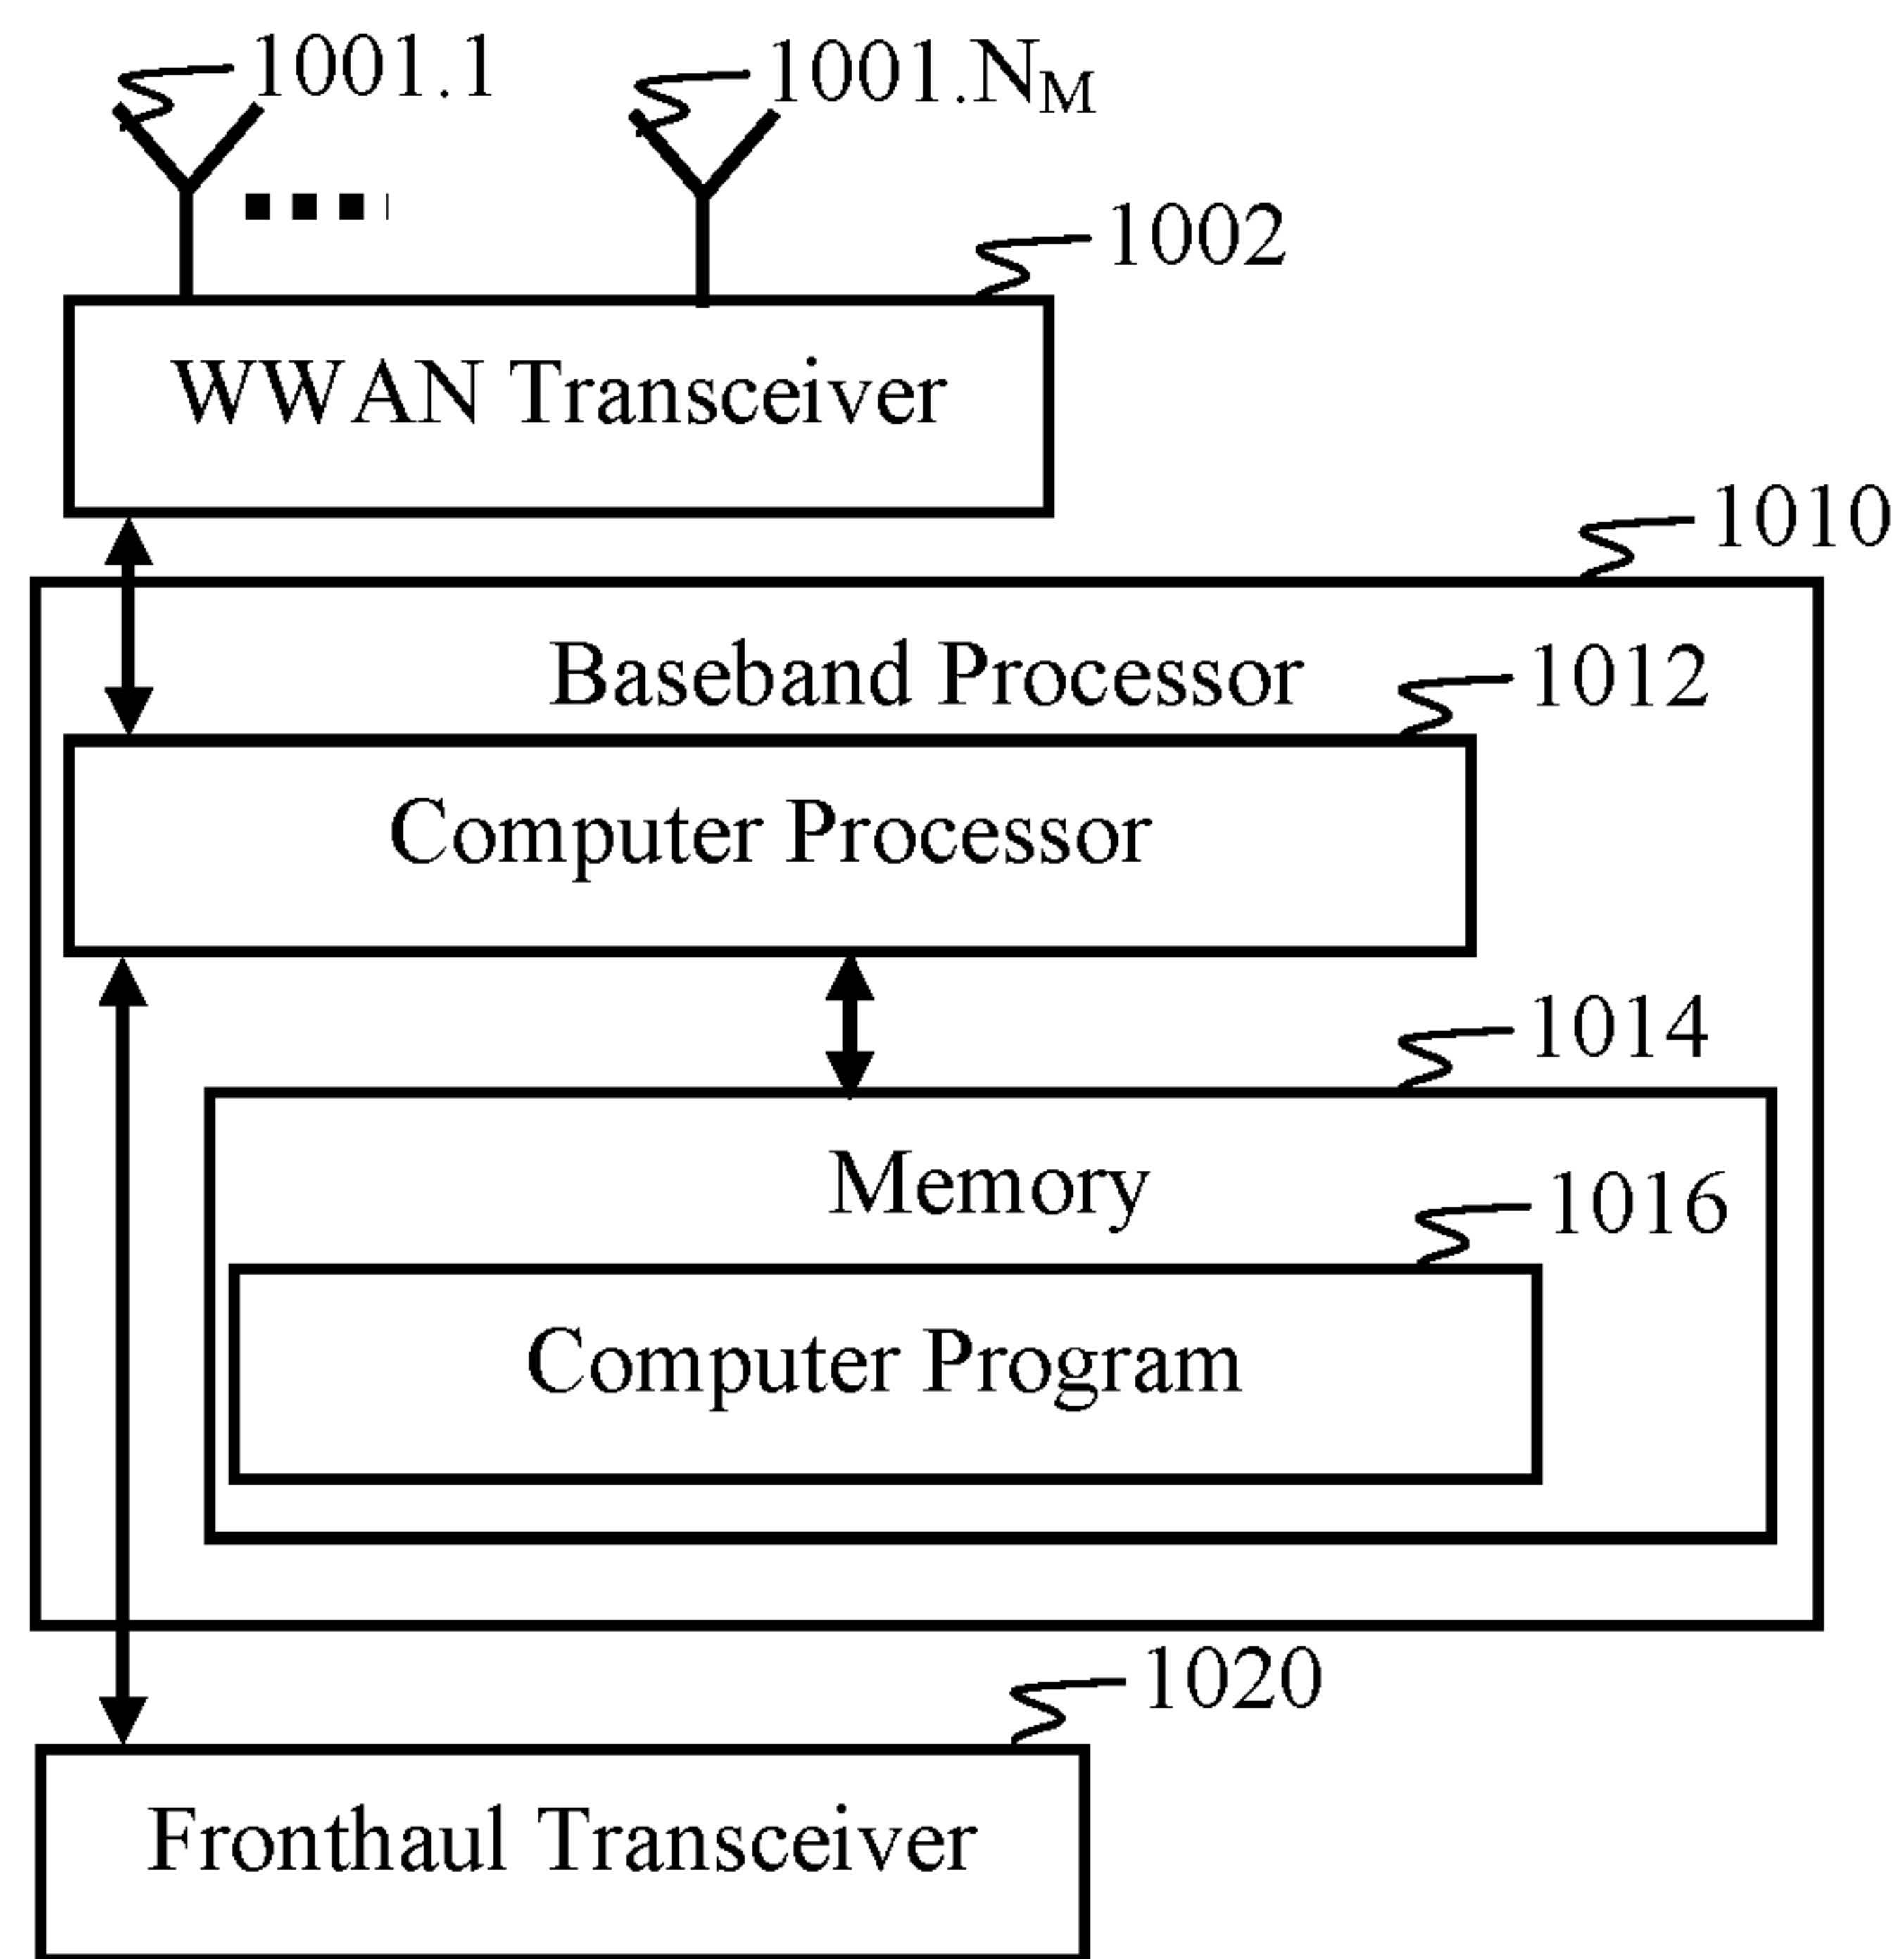 1001.1
1001.NM
1002
WWAN Transceiver
1010
Baseband Processor
1012
Computer Processor
1014
Memory
1016
Computer Program
1020
Fronthaul Transceiver